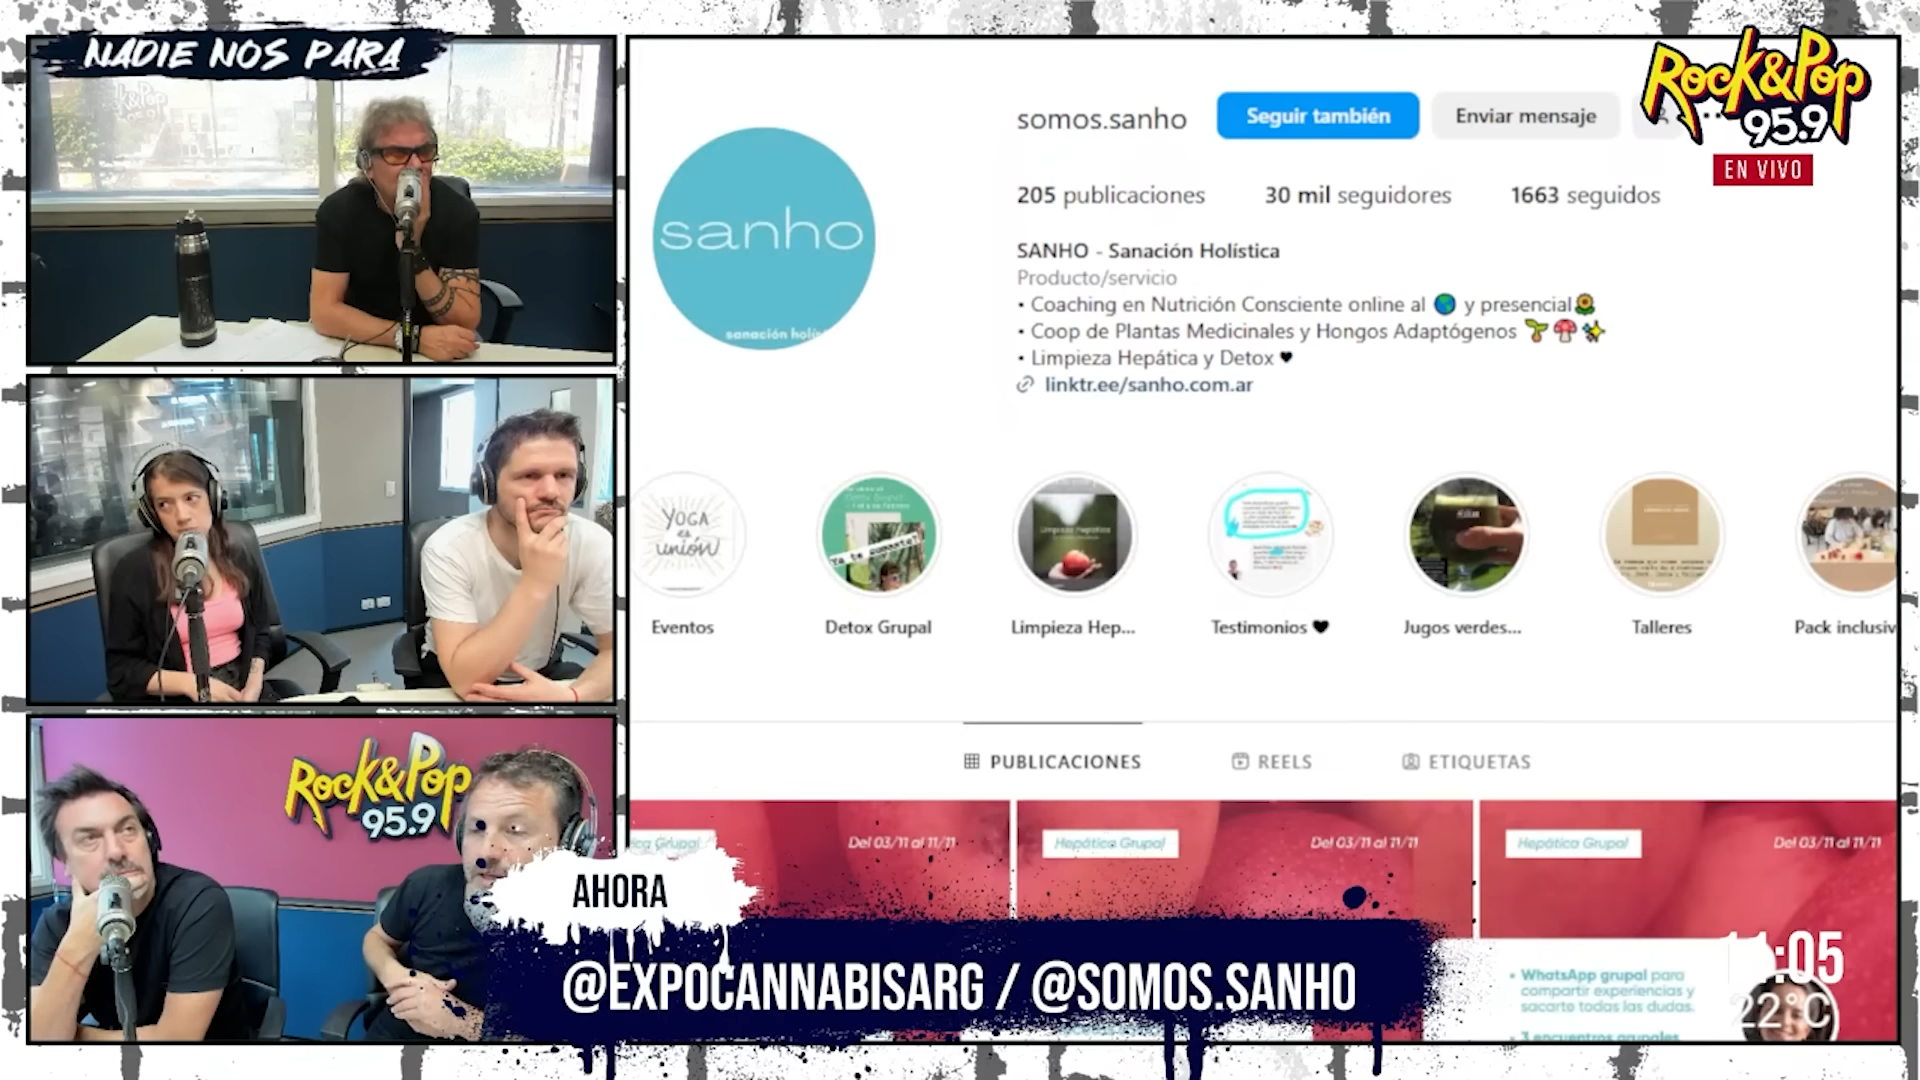 NADIE NOS PARA
Rock&Pop
95.9
EN VIVO
somos.sanho
Seguir también
Enviar mensaje
205 publicaciones
30 mil seguidores
1663 seguidos
sanho
SANHO - Sanación Holística
Producto/servicio
• Coaching en Nutrición Consciente online al 🌎 y presencial🌻
• Coop de Plantas Medicinales y Hongos Adaptógenos 🌱🍄✨
• Limpieza Hepática y Detox ♥
linktr.ee/sanho.com.ar
sanación
YOGA
es
unión
Eventos
Detox Grupal
Limpieza Hep...
Testimonios 🖤
Jugos verdes...
Talleres
Pack inclusiv
PUBLICACIONES
REELS
ETIQUETAS
Rock&Pop
95.9
Del 03/11 al 11/11
Hepática Grupal
Del 03/11 al 11/11
Hepática Grupal
Del 03/11 al 11/11
AHORA
@EXPOCANNABISARG / @SOMOS.SANHO
• WhatsApp grupal para
compartir experiencias y
sacarte todas las dudas.
:05
22°C